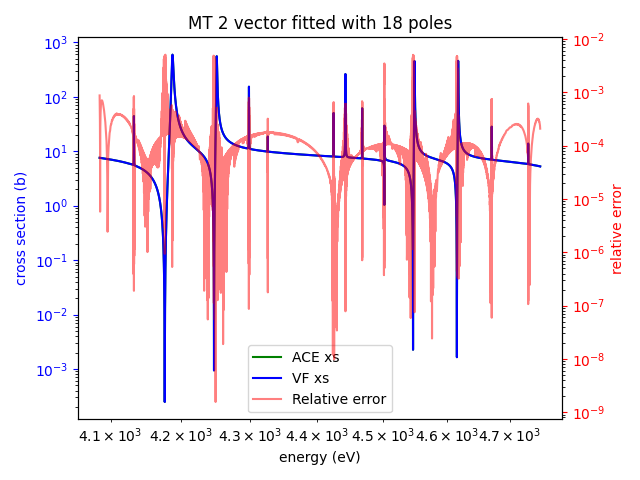 MT 2 vector fitted with 18 poles
cross section (b)
10³
10²
10¹
10⁰
10⁻¹
10⁻²
10⁻³
10⁻²
10⁻³
10⁻⁴
10⁻⁵
10⁻⁶
10⁻⁷
10⁻⁸
10⁻⁹
relative error
ACE xs
VF xs
Relative error
4.1 × 10³ 4.2 × 10³ 4.3 × 10³ 4.4 × 10³ 4.5 × 10³ 4.6 × 10³ 4.7 × 10³
energy (eV)